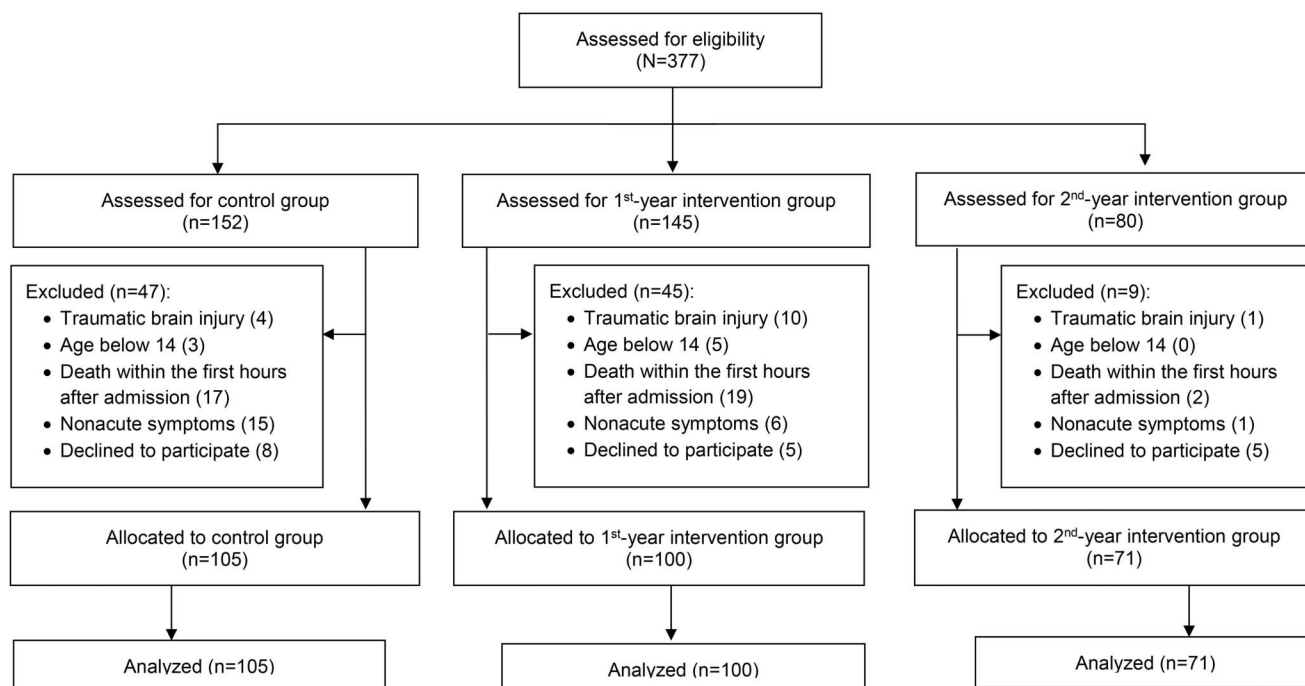 Assessed for eligibility
(N=377)
Assessed for control group
(n=152)
Assessed for 1st-year intervention group
(n=145)
Assessed for 2nd-year intervention group
(n=80)
Excluded (n=47):
• Traumatic brain injury (4)
• Age below 14 (3)
• Death within the first hours
after admission (17)
• Nonacute symptoms (15)
• Declined to participate (8)
Excluded (n=45):
• Traumatic brain injury (10)
• Age below 14 (5)
• Death within the first hours
after admission (19)
• Nonacute symptoms (6)
• Declined to participate (5)
Excluded (n=9):
• Traumatic brain injury (1)
• Age below 14 (0)
• Death within the first hours
after admission (2)
• Nonacute symptoms (1)
• Declined to participate (5)
Allocated to control group
(n=105)
Allocated to 1st-year intervention group
(n=100)
Allocated to 2nd-year intervention group
(n=71)
Analyzed (n=105)
Analyzed (n=100)
Analyzed (n=71)